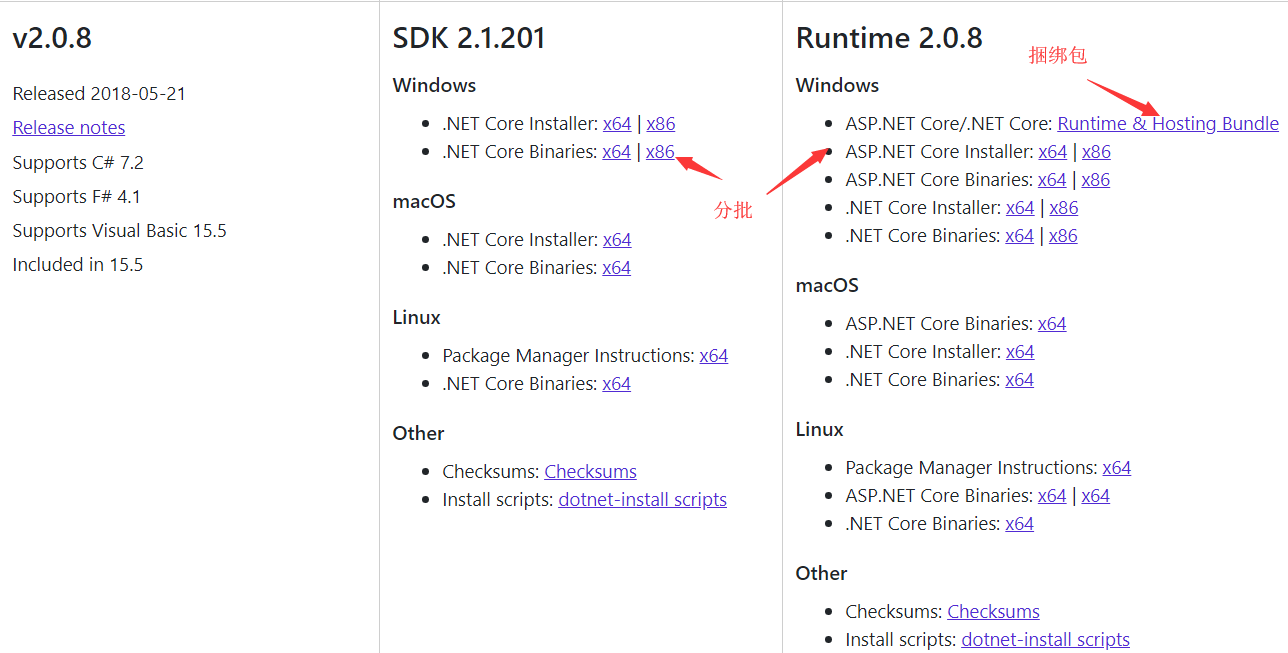 v2.0.8
Released 2018-05-21
Release notes
Supports C# 7.2
Supports F# 4.1
Supports Visual Basic 15.5
Included in 15.5
SDK 2.1.201
Windows
.NET Core Installer: x64 | x86
.NET Core Binaries: x64 | x86
macOS
.NET Core Installer: x64
.NET Core Binaries: x64
Linux
Package Manager Instructions: x64
.NET Core Binaries: x64
Other
Checksums: Checksums
Install scripts: dotnet-install scripts
分批
Runtime 2.0.8
捆绑包
Windows
ASP.NET Core/.NET Core: Runtime & Hosting Bundle
ASP.NET Core Installer: x64 | x86
ASP.NET Core Binaries: x64 | x86
.NET Core Installer: x64 | x86
.NET Core Binaries: x64 | x86
macOS
ASP.NET Core Binaries: x64
.NET Core Installer: x64
.NET Core Binaries: x64
Linux
Package Manager Instructions: x64
ASP.NET Core Binaries: x64 | x64
.NET Core Binaries: x64
Other
Checksums: Checksums
Install scripts: dotnet-install scripts